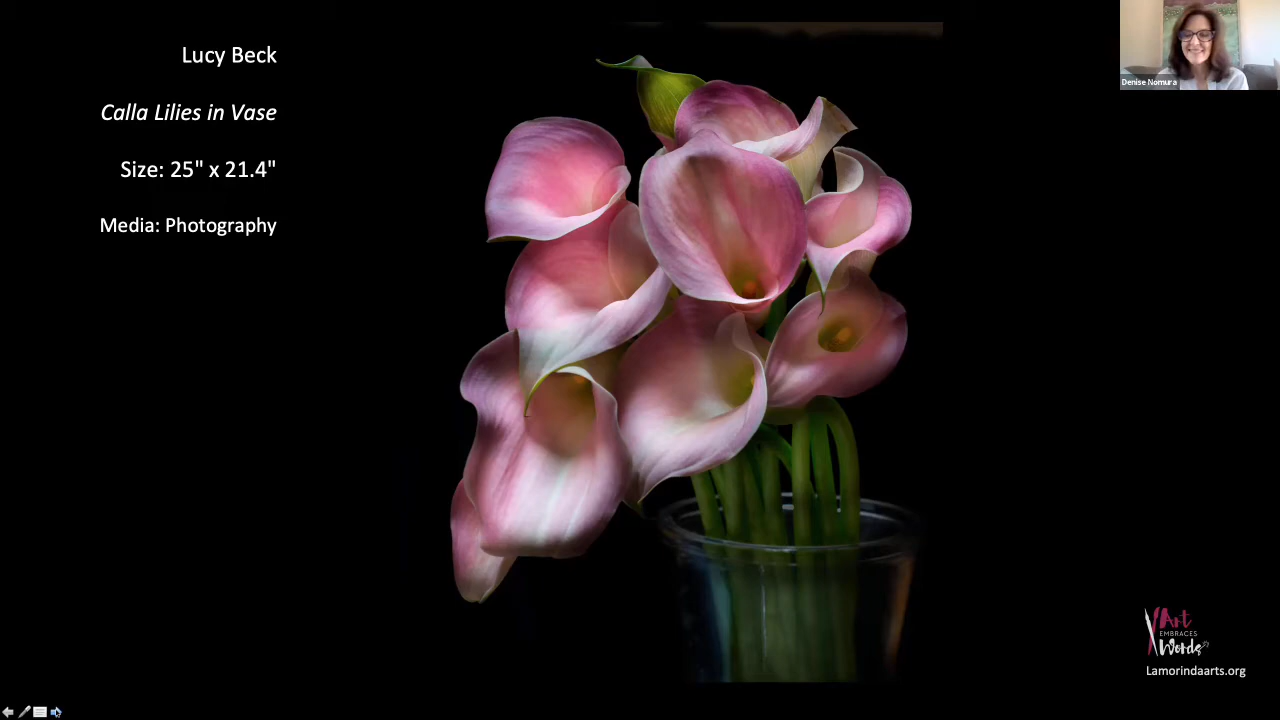 Lucy Beck
Calla Lilies in Vase
Size: 25" x 21.4"
Media: Photography
Denise Nomura
Art
EMBRACES
Words
Lamorindaarts.org